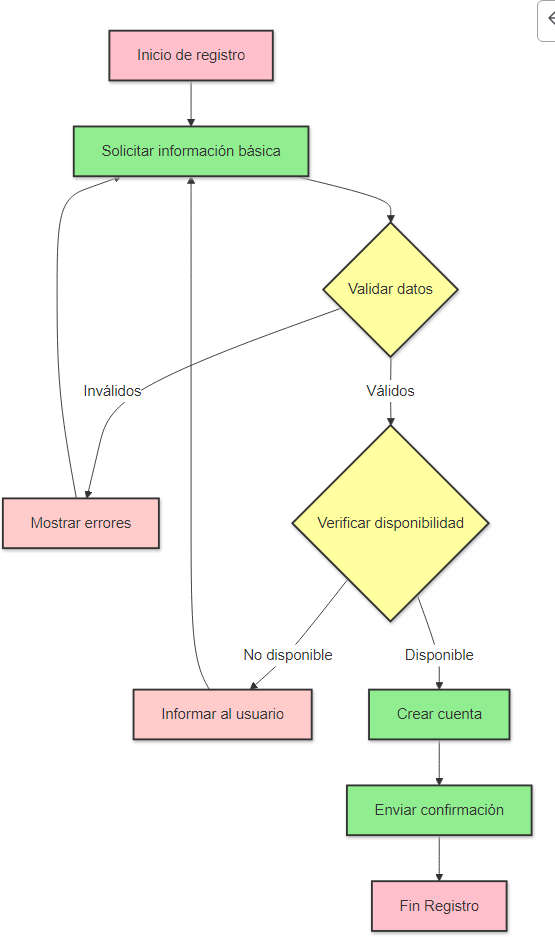 Inicio de registro
Solicitar información básica
Validar datos
Inválidos
Válidos
Mostrar errores
Verificar disponibilidad
No disponible
Disponible
Informar al usuario
Crear cuenta
Enviar confirmación
Fin Registro